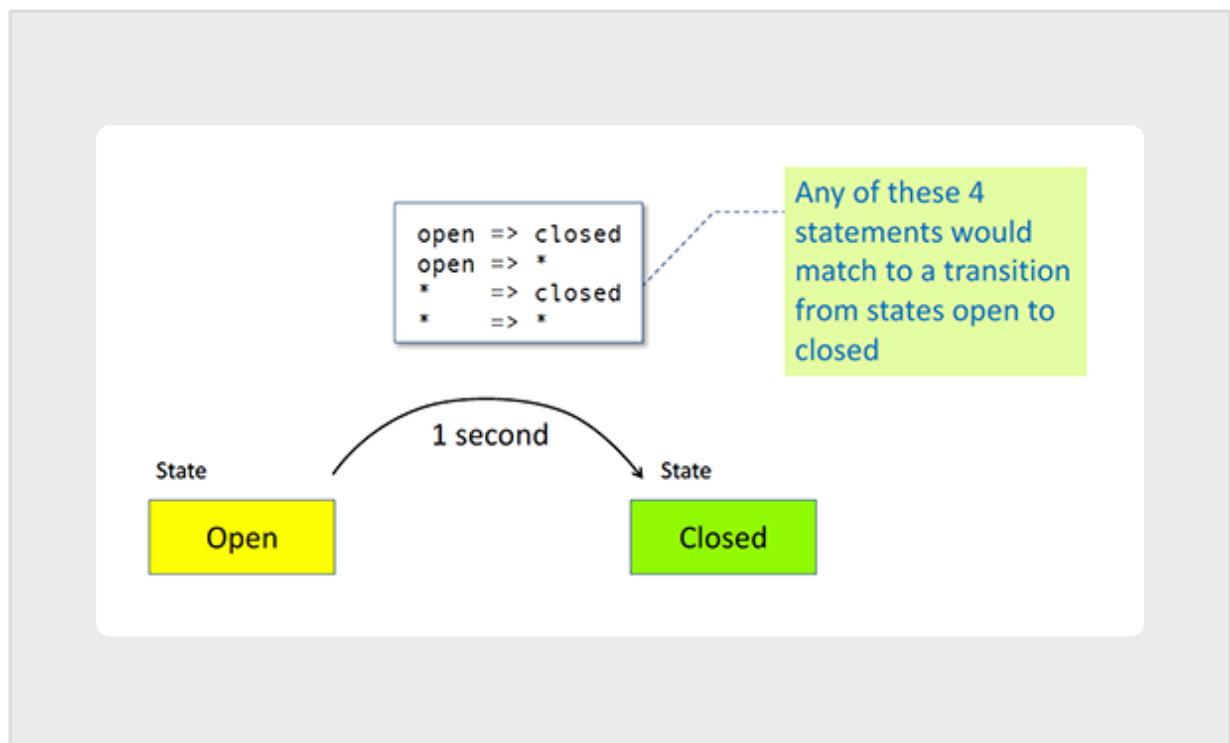 open => closed
open => *
*    => closed
*    => *
Any of these 4
statements would
match to a transition
from states open to
closed
1 second
State
State
Open
Closed